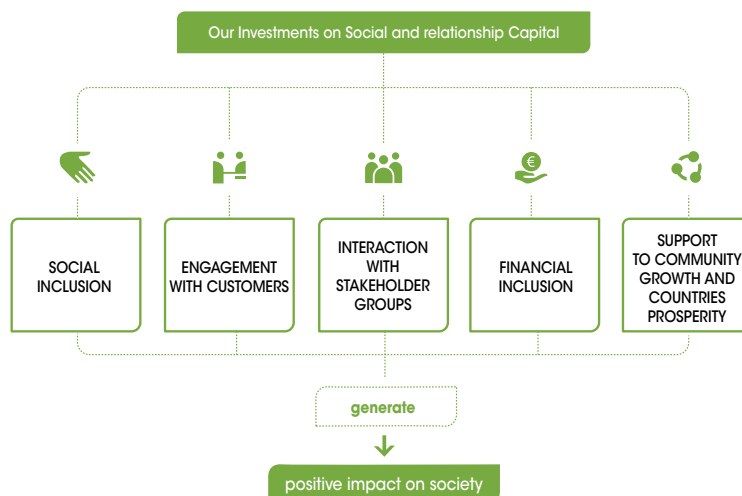 Our Investments on Social and relationship Capital
€
SOCIAL
INCLUSION
ENGAGEMENT
WITH CUSTOMERS
INTERACTION
WITH
STAKEHOLDER
GROUPS
FINANCIAL
INCLUSION
SUPPORT
TO COMMUNITY
GROWTH AND
COUNTRIES
PROSPERITY
generate
positive impact on society